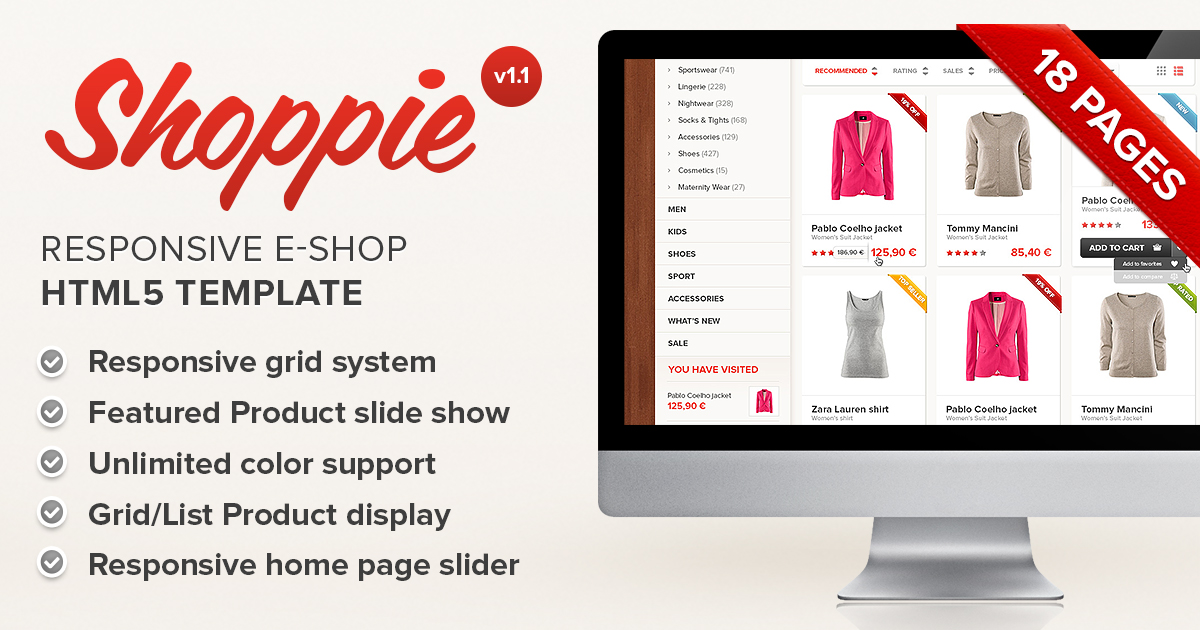 Shoppie
v1.1
RESPONSIVE E-SHOP
HTML5 TEMPLATE
Responsive grid system
Featured Product slide show
Unlimited color support
Grid/List Product display
Responsive home page slider
18 PAGES
Sportswear (741)
Lingerie (228)
Nightwear (328)
Socks & Tights (168)
Accessories (129)
Shoes (427)
Cosmetics (15)
Maternity Wear (27)
MEN
KIDS
SHOES
SPORT
ACCESSORIES
WHAT'S NEW
SALE
YOU HAVE VISITED
Pablo Coelho jacket
125,90 €
RECOMMENDED RATING SALES
NEW
Pablo Coelho jacket
Women's Suit Jacket
186,90 € 125,90 €
Tommy Mancini
Women's Suit Jacket
85,40 €
Women's Suit Jacket
ADD TO CART
Add to favorites
Add to compare
TOP SELLER
Zara Lauren shirt
Women's shirt
Pablo Coelho jacket
Women's Suit Jacket
RATED
Tommy Mancini
Women's Suit Jacket